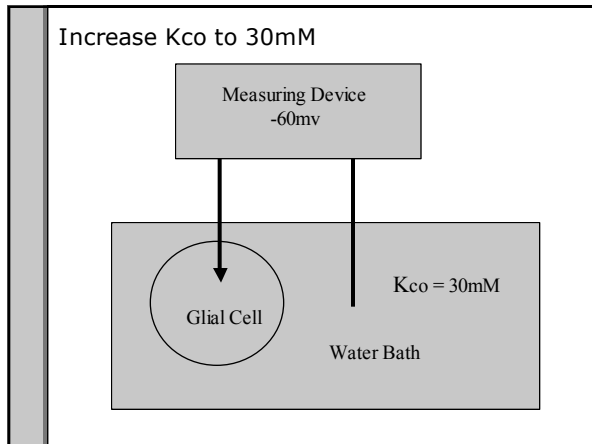 Increase Kco to 30mM
Measuring Device
-60mv
Kco = 30mM
Glial Cell
Water Bath